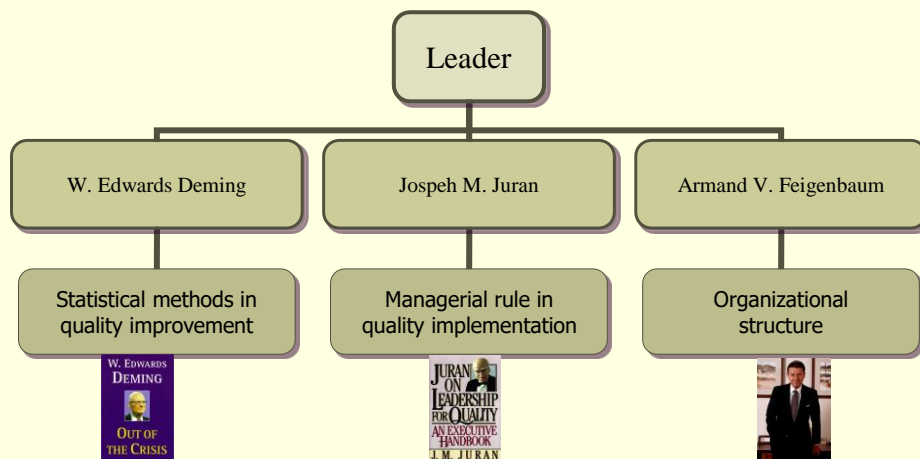 Leader
W. Edwards Deming
Jospeh M. Juran
Armand V. Feigenbaum
Statistical methods in
quality improvement
Managerial rule in
quality implementation
Organizational
structure
W. EDWARDS
DEMING
OUT OF
THE CRISIS
JURAN
ON
LEADERSHIP
FOR QUALITY
AN EXECUTIVE
HANDBOOK
J. M. JURAN